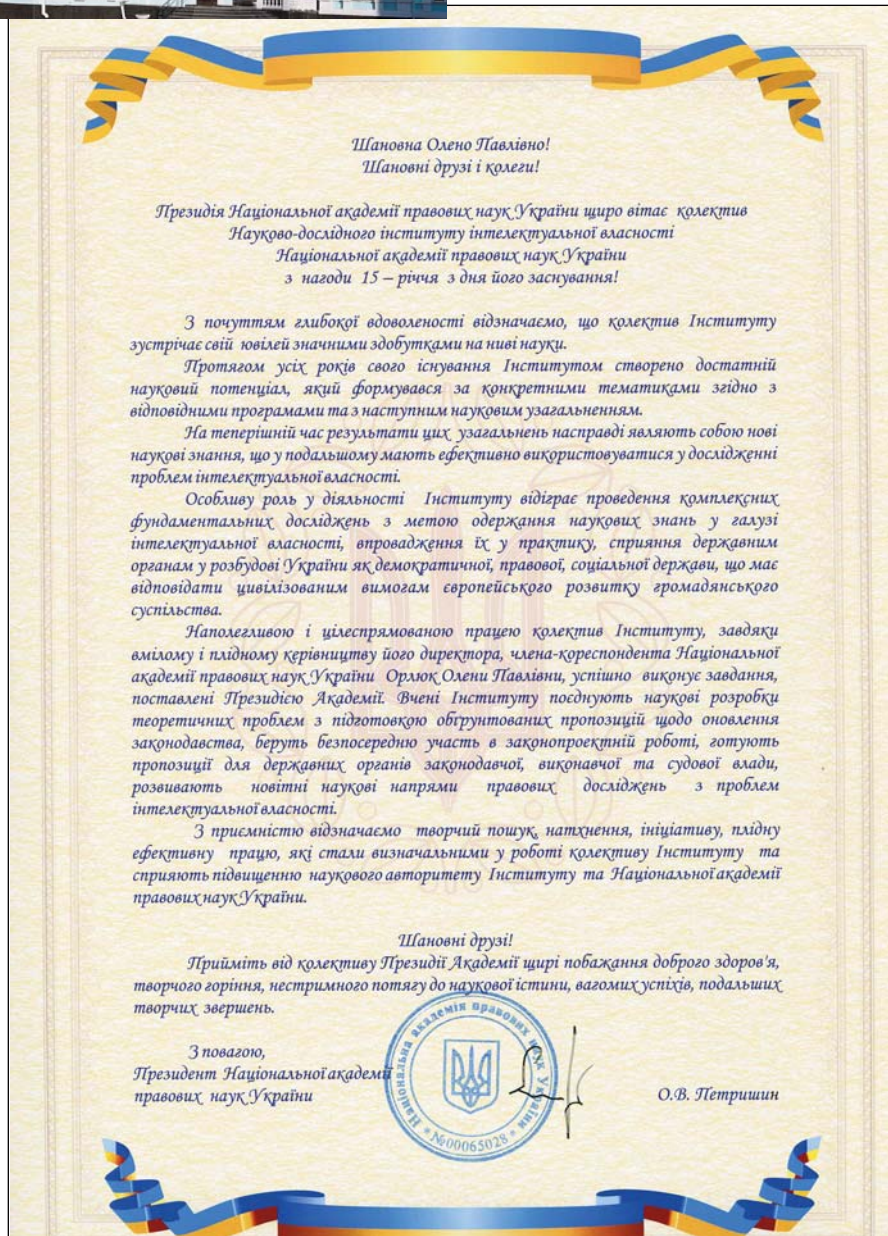 Шановна Олено Павлівно!
Шановні друзі і колеги!
Президія Національної академії правових наук України щиро вітає колектив
Науково-дослідного інституту інтелектуальної власності
Національної академії правових наук України
з нагоди 15 – річчя з дня його заснування!
З почуттям глибокої вдоволеності відзначаємо, що колектив Інституту
зустрічає свій ювілей значними здобутками на ниві науки.
Протягом усіх років свого існування Інститутом створено достатній
науковий потенціал, який формувався за конкретними тематиками згідно з
відповідними програмами та з наступним науковим узагальненням.
На теперішній час результати цих узагальнень насправді являють собою нові
наукові знання, що у подальшому мають ефективно використовуватися у дослідженні
проблем інтелектуальної власності.
Особливу роль у діяльності Інституту відіграє проведення комплексних
фундаментальних досліджень з метою одержання наукових знань у галузі
інтелектуальної власності, впровадження їх у практику, сприяння державним
органам у розбудові України як демократичної, правової, соціальної держави, що має
відповідати цивілізованим вимогам європейського розвитку громадянського
суспільства.
Наполегливою і цілеспрямованою працею колектив Інституту, завдяки
вмілому і плідному керівництву його директора, члена-кореспондента Національної
академії правових наук України Орлюк Олени Павлівни, успішно виконує завдання,
поставлені Президією Академії. Вчені Інституту поєднують наукові розробки
теоретичних проблем з підготовкою обґрунтованих пропозицій щодо оновлення
законодавства, беруть безпосередню участь в законопроектній роботі, готують
пропозиції для державних органів законодавчої, виконавчої та судової влади,
розвивають новітні наукові напрями правових досліджень з проблем
інтелектуальної власності.
З приємністю відзначаємо творчий пошук, натхнення, ініціативу, плідну
ефективну працю, які стали визначальними у роботі колективу Інституту та
сприяють підвищенню наукового авторитету Інституту та Національної академії
правових наук України.
Шановні друзі!
Прийміть від колективу Президії Академії щирі побажання доброго здоров'я,
творчого горіння, нестримного потягу до наукової істини, вагомих успіхів, подальших
творчих звершень.
З повагою,
Президент Національної академії
правових наук України
О.В. Петришин
Національна академія правових наук України
* №00065028 *